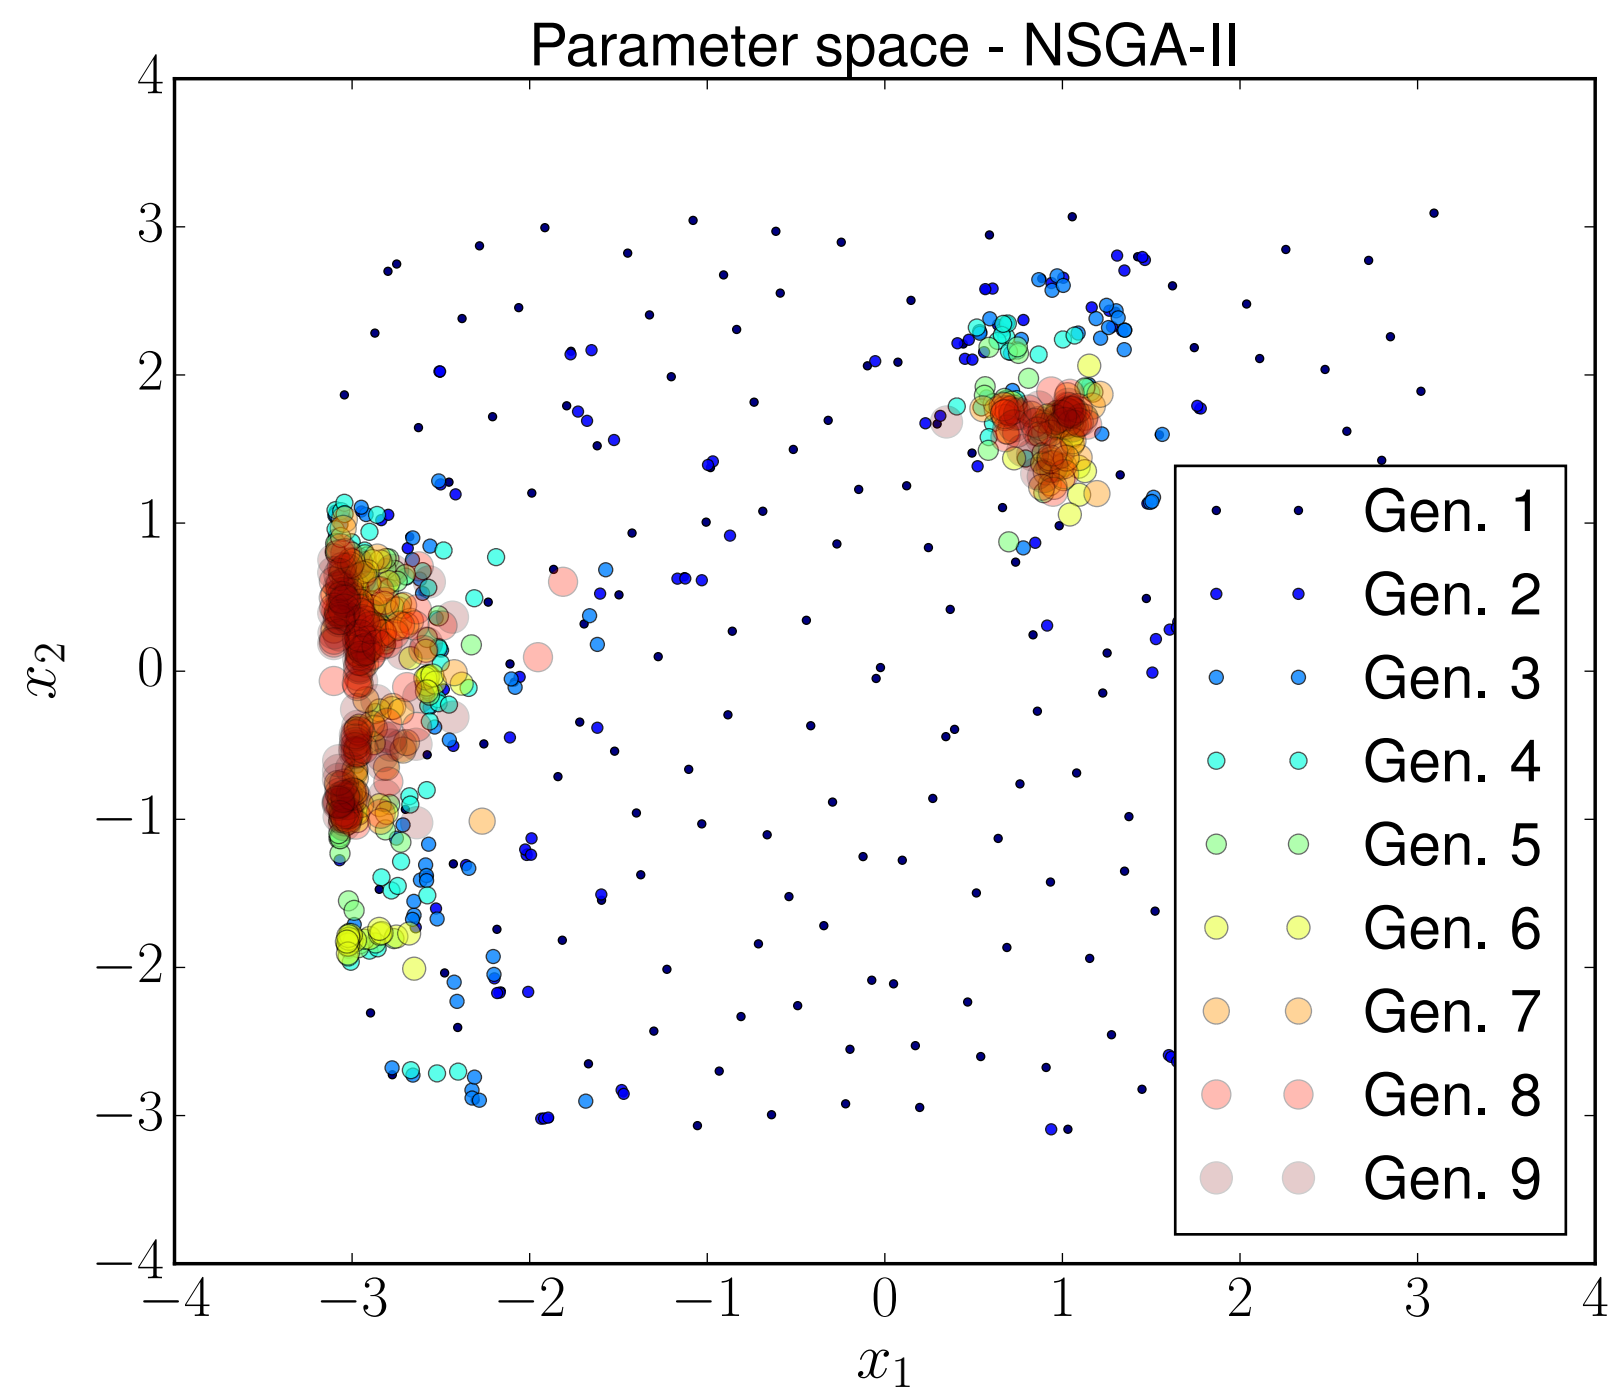 Parameter space - NSGA-II
4
3
2
1
0
−1
−2
−3
−4
x2
−4 −3 −2 −1 0 1 2 3 4
x1
Gen. 1
Gen. 2
Gen. 3
Gen. 4
Gen. 5
Gen. 6
Gen. 7
Gen. 8
Gen. 9